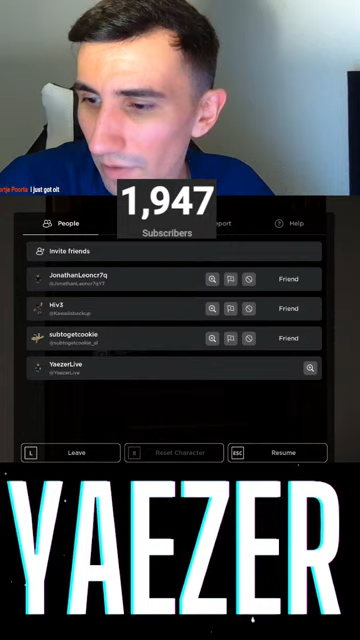 I just got oit
1,947
Subscribers
People
Help
Invite friends
JonathanLeoncr7q
Friend
Hiv3
Friend
subtogetcookie
Friend
YaezerLive
@YaezerLive
L Leave
R Reset Character
ESC Resume
YAEZER